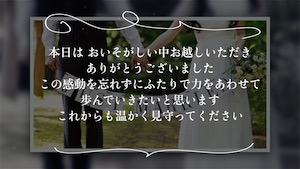 本日は おいそがしい中お越しいただき
ありがとうございました
この感動を忘れずにふたりで力をあわせて
歩んでいきたいと思います
これからも温かく見守ってください